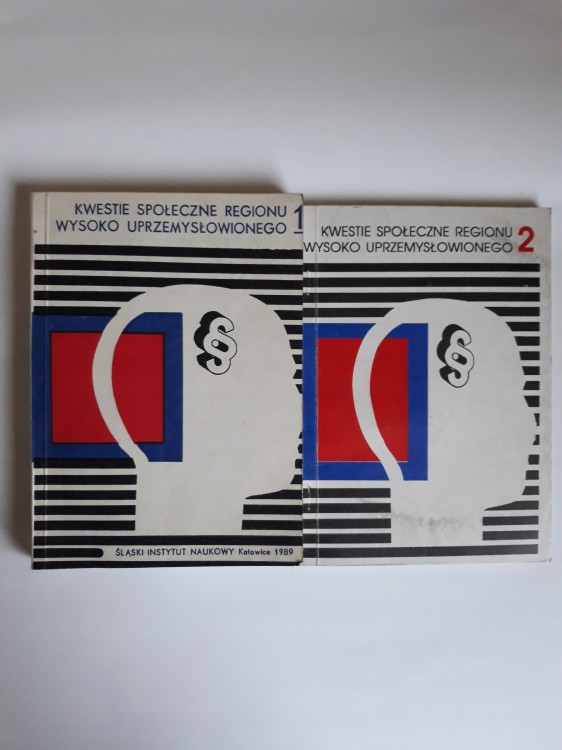 KWESTIE SPOŁECZNE REGIONU
WYSOKO UPRZEMYSŁOWIONEGO 1
§
ŚLĄSKI INSTYTUT NAUKOWY Katowice 1989
KWESTIE SPOŁECZNE REGIONU
WYSOKO UPRZEMYSŁOWIONEGO 2
§